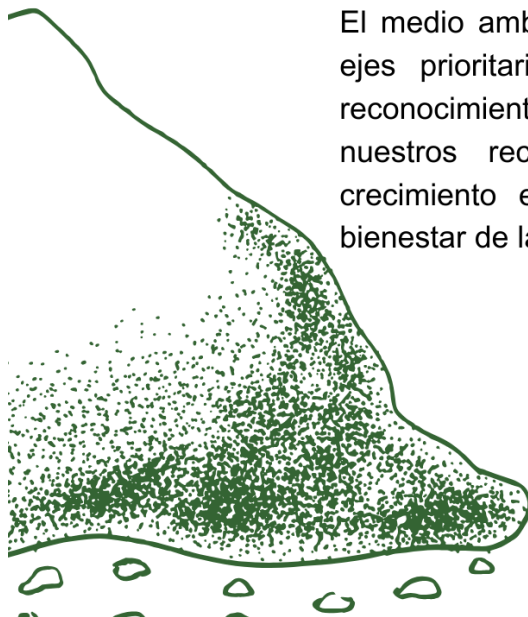 El medio amb
ejes prioritari
reconocimient
nuestros rec
crecimiento e
bienestar de la